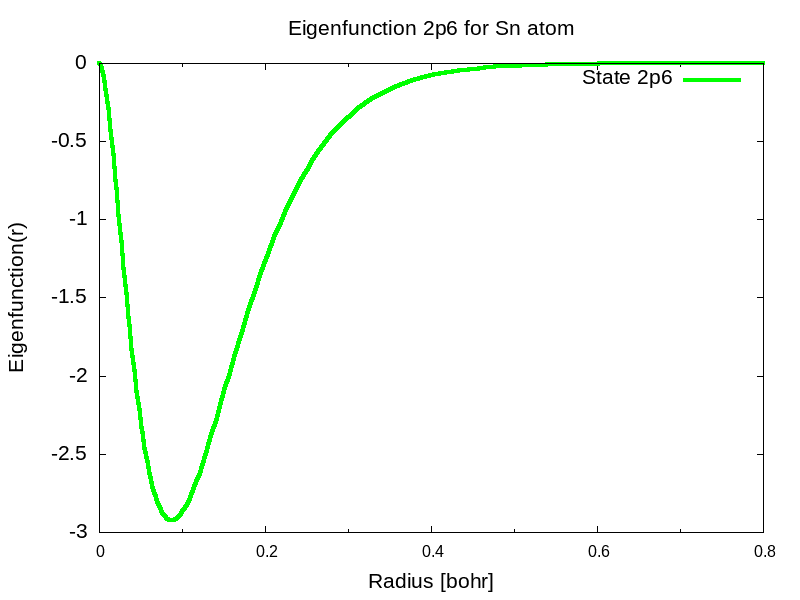 Eigenfunction 2p6 for Sn atom
0
State 2p6
-0.5
-1
Eigenfunction(r)
-1.5
-2
-2.5
-3
0 0.2 0.4 0.6 0.8
Radius [bohr]